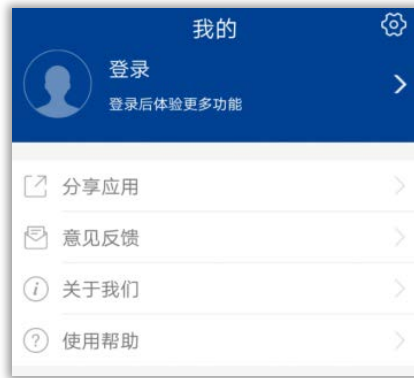 我的
登录
登录后体验更多功能
分享应用
意见反馈
关于我们
使用帮助